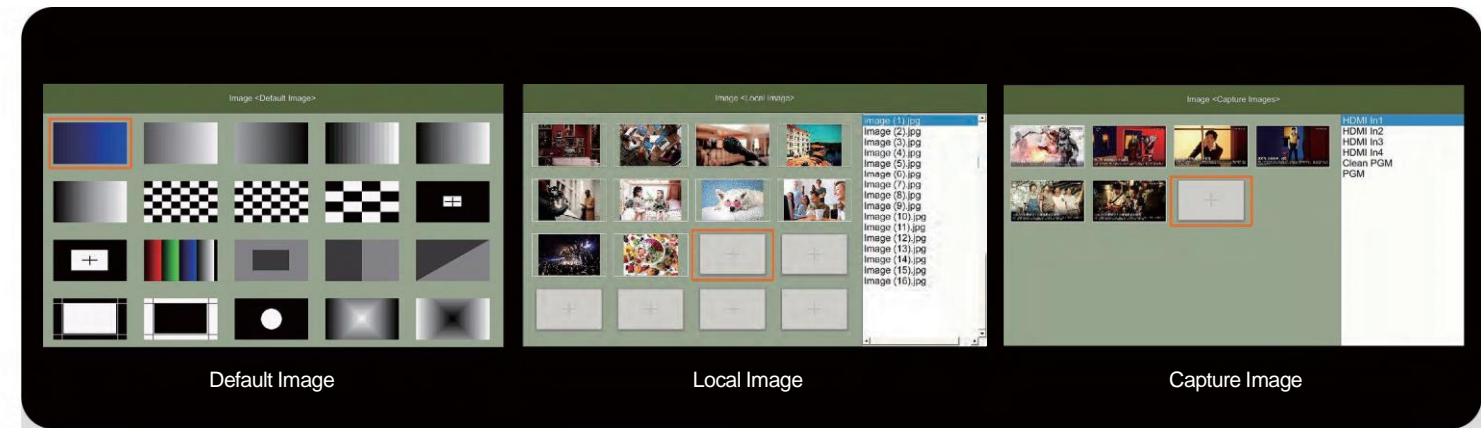 Image <Default Image>
Image <Local Image>
image (1).jpg
Image (2).jpg
Image (3).jpg
Image (4).jpg
Image (5).jpg
Image (6).jpg
Image (7).jpg
Image (8).jpg
Image (9).jpg
Image (10).jpg
Image (11).jpg
Image (12).jpg
Image (13).jpg
Image (14).jpg
Image (15).jpg
Image (16).jpg
Image <Capture Images>
HDMI In1
HDMI In2
HDMI In3
HDMI In4
Clean PGM
PGM
Default Image
Local Image
Capture Image